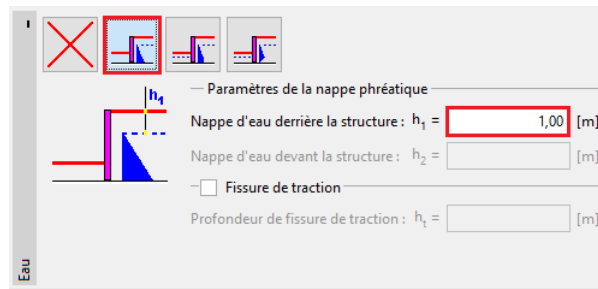 h1
Paramètres de la nappe phréatique
Nappe d'eau derrière la structure : h1 = 1,00 [m]
Nappe d'eau devant la structure : h2 = [m]
Fissure de traction
Profondeur de fissure de traction : ht = [m]
Eau